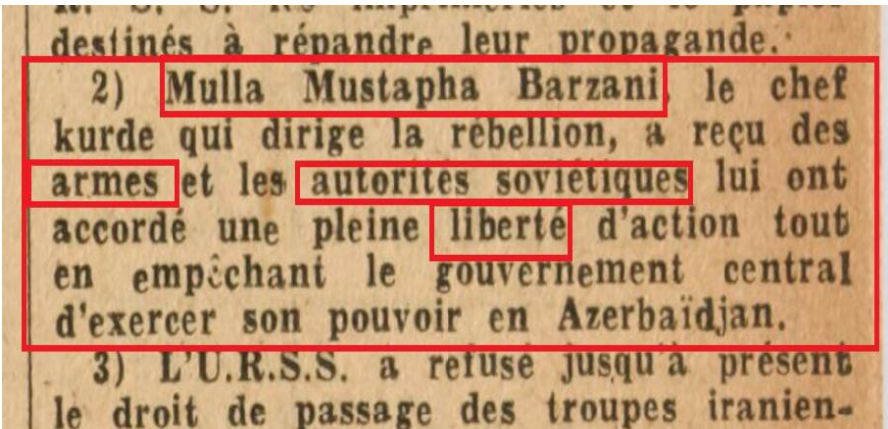 destinés à répandre leur propagande.
2) Mulla Mustapha Barzani, le chef
kurde qui dirige la rébellion, a reçu des
armes et les autorités soviétiques lui ont
accordé une pleine liberté d'action tout
en empêchant le gouvernement central
d'exercer son pouvoir en Azerbaïdjan.
3) L'U.R.S.S. a refusé jusqu'à présent
le droit de passage des troupes iranien-